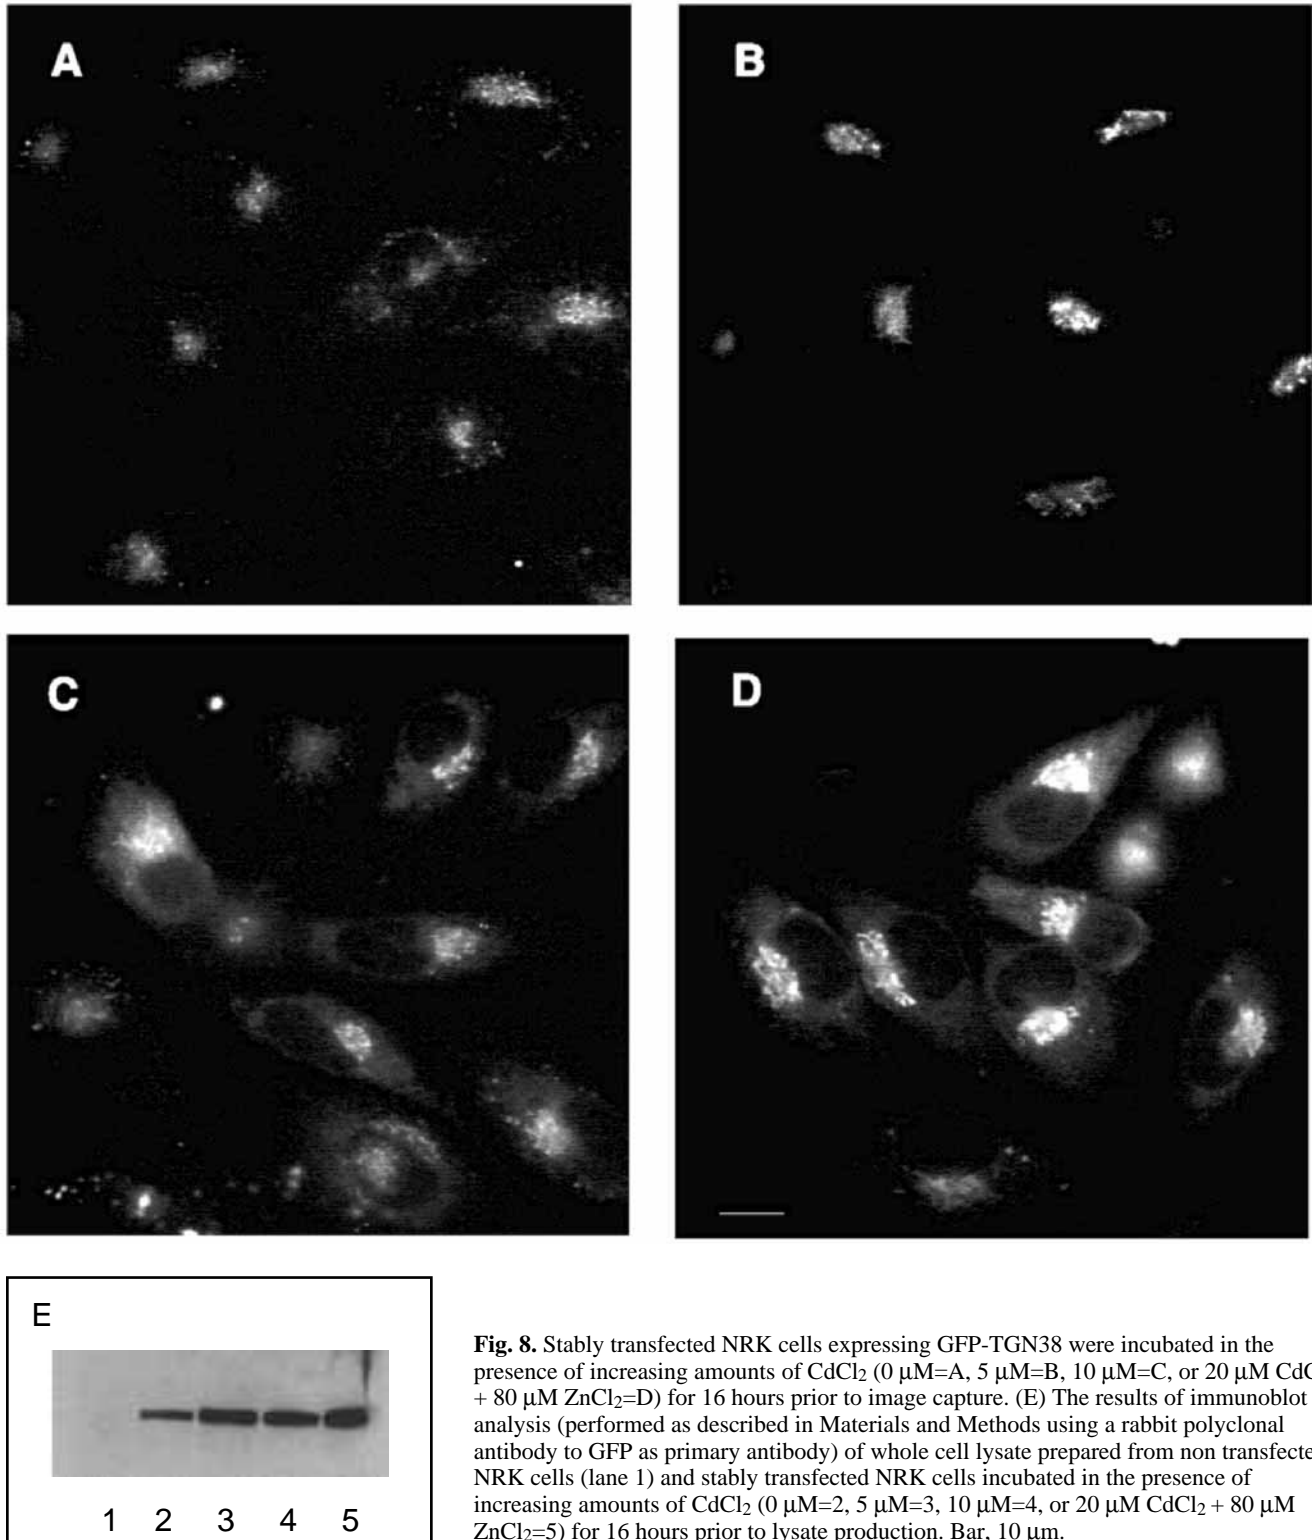 A
B
C
D
E
1 2 3 4 5
Fig. 8. Stably transfected NRK cells expressing GFP-TGN38 were incubated in the
presence of increasing amounts of CdCl2 (0 μM=A, 5 μM=B, 10 μM=C, or 20 μM
+ 80 μM ZnCl2=D) for 16 hours prior to image capture. (E) The results of immunoblot
analysis (performed as described in Materials and Methods using a rabbit polyclonal
antibody to GFP as primary antibody) of whole cell lysate prepared from non
NRK cells (lane 1) and stably transfected NRK cells incubated in the presence of
increasing amounts of CdCl2 (0 μM=2, 5 μM=3, 10 μM=4, or 20 μM CdCl2 + 80 μM
ZnCl2=5) for 16 hours prior to lysate production. Bar, 10 μm.